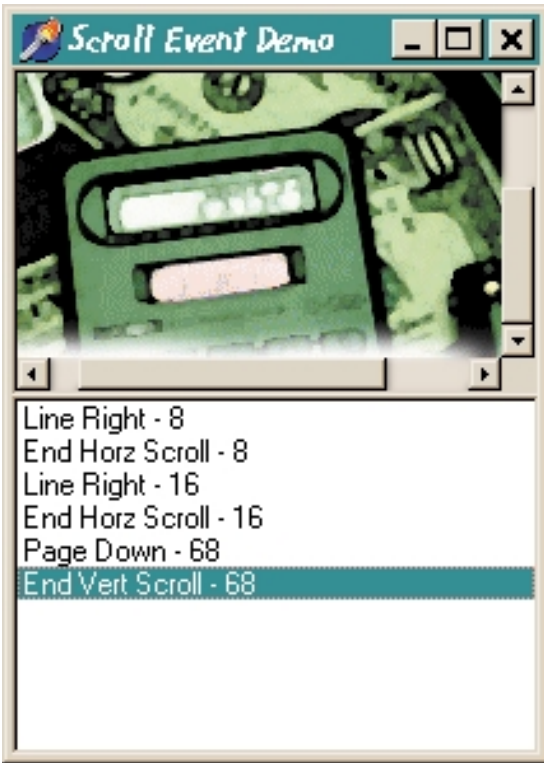 Scroll Event Demo
Line Right - 8
End Horz Scroll - 8
Line Right - 16
End Horz Scroll - 16
Page Down - 68
End Vert Scroll - 68